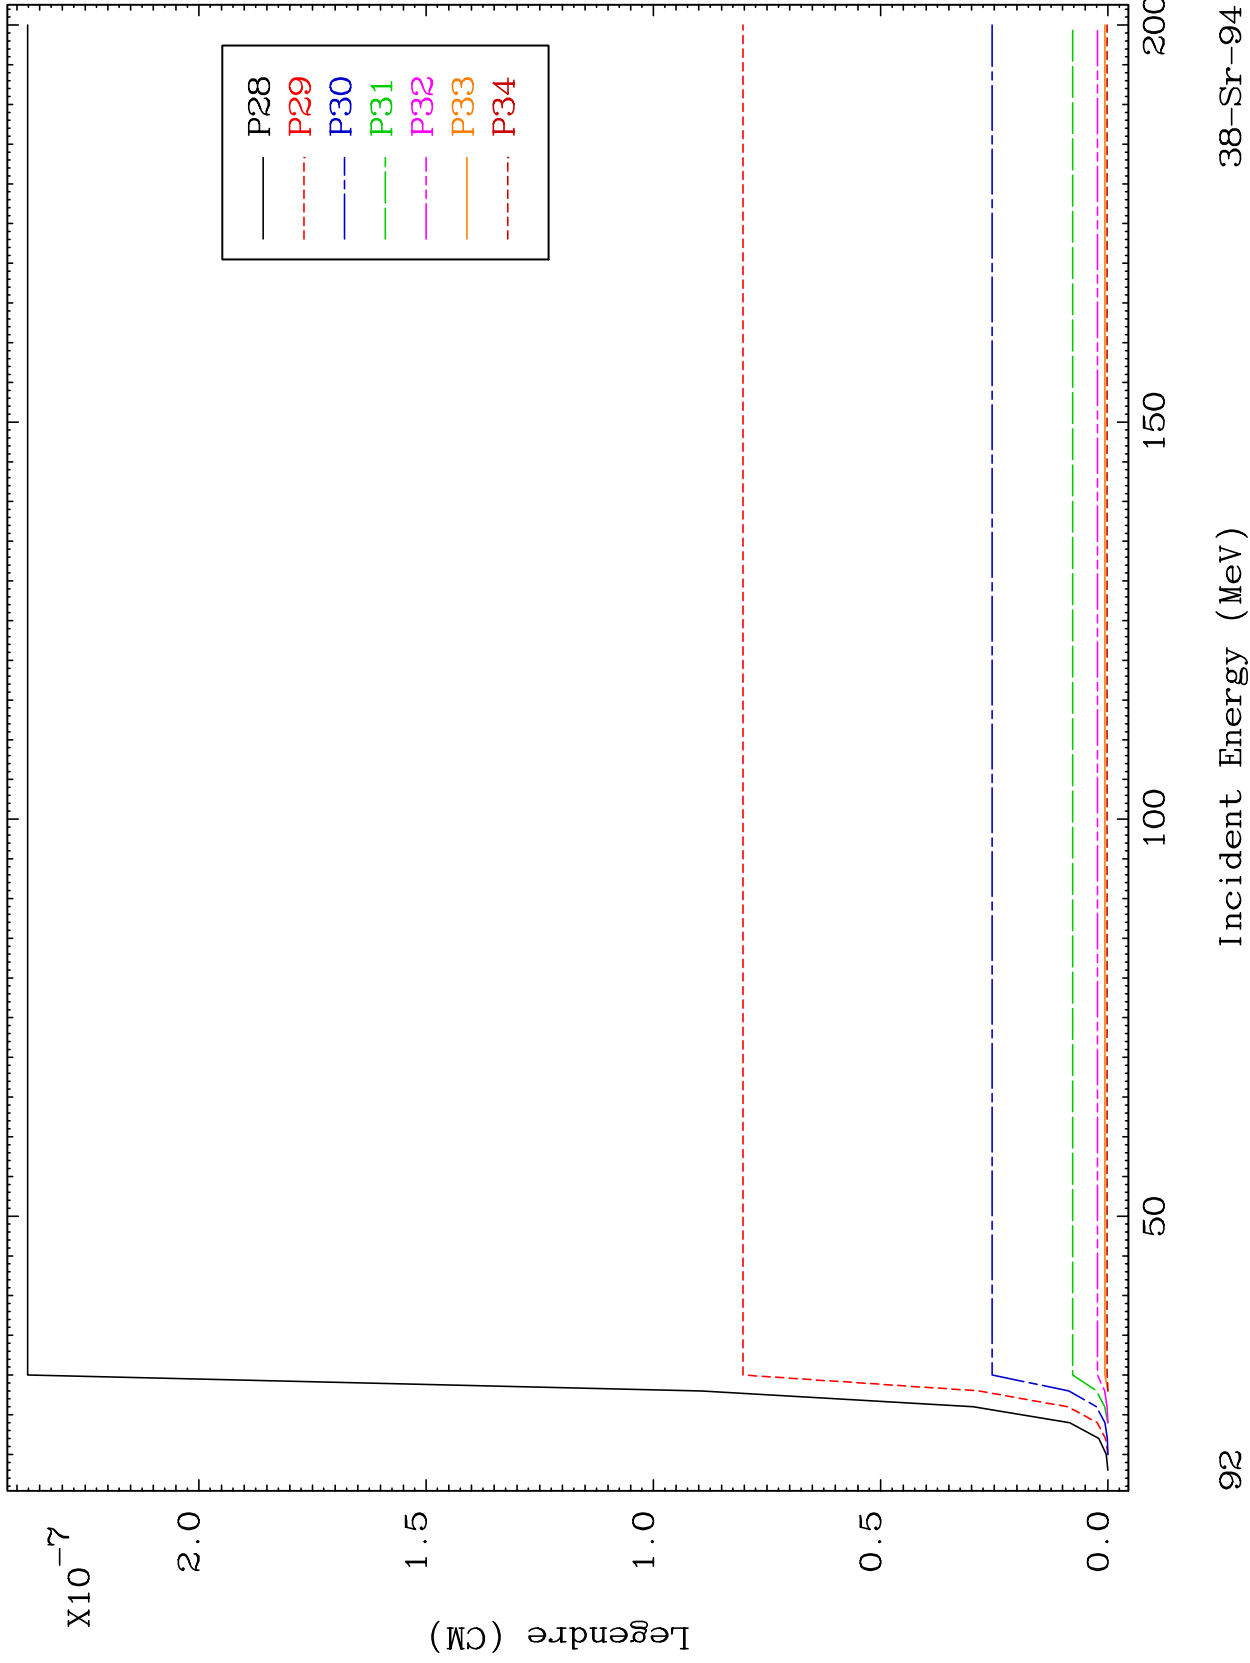 X10-7
2.0
1.5
1.0
0.5
0.0
Legendre (CM)
P28
P29
P30
P31
P32
P33
P34
50
100
150
200
Incident Energy (MeV)
92
38-Sr-94